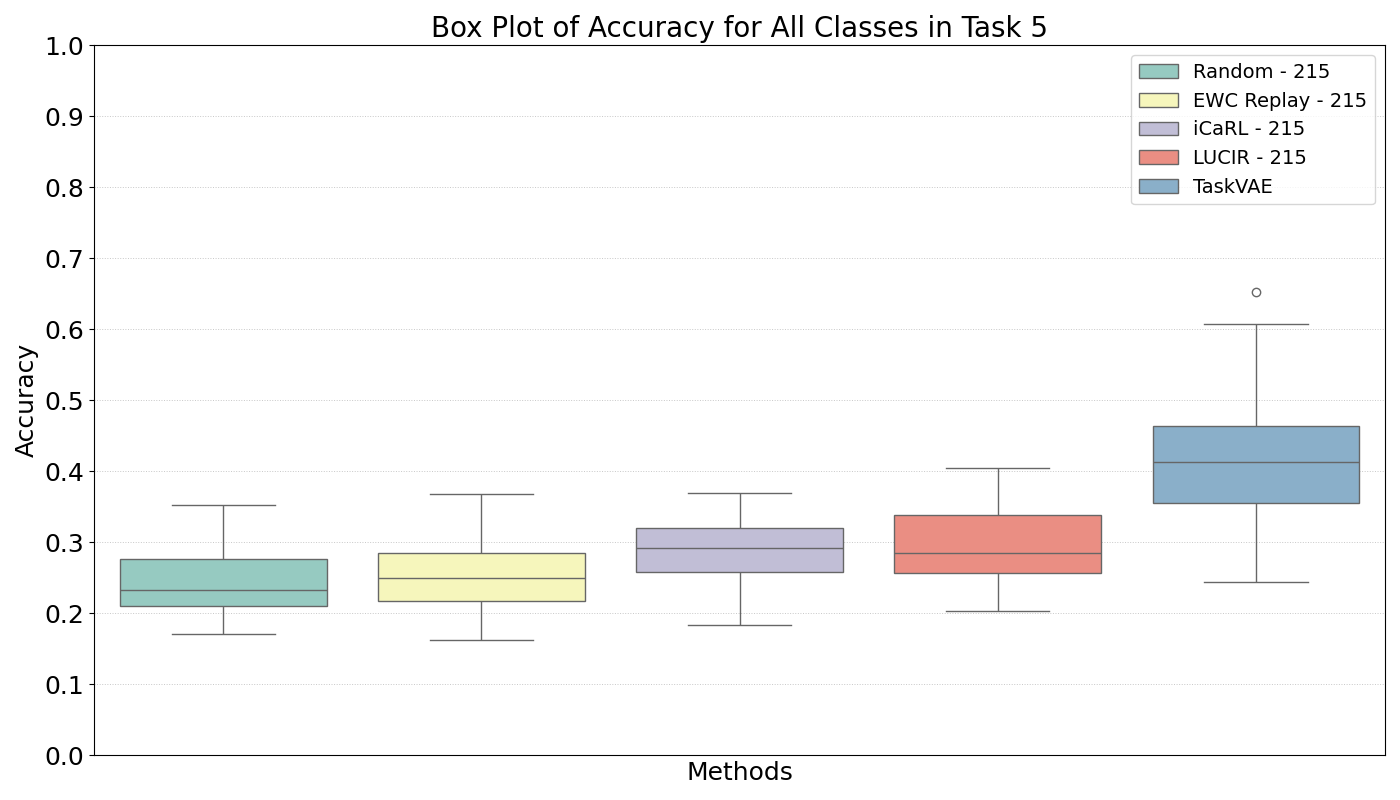 Box Plot of Accuracy for All Classes in Task 5
1.0
0.9
0.8
0.7
0.6
0.5
0.4
0.3
0.2
0.1
0.0
Accuracy
Methods
Random - 215
EWC Replay - 215
iCaRL - 215
LUCIR - 215
TaskVAE